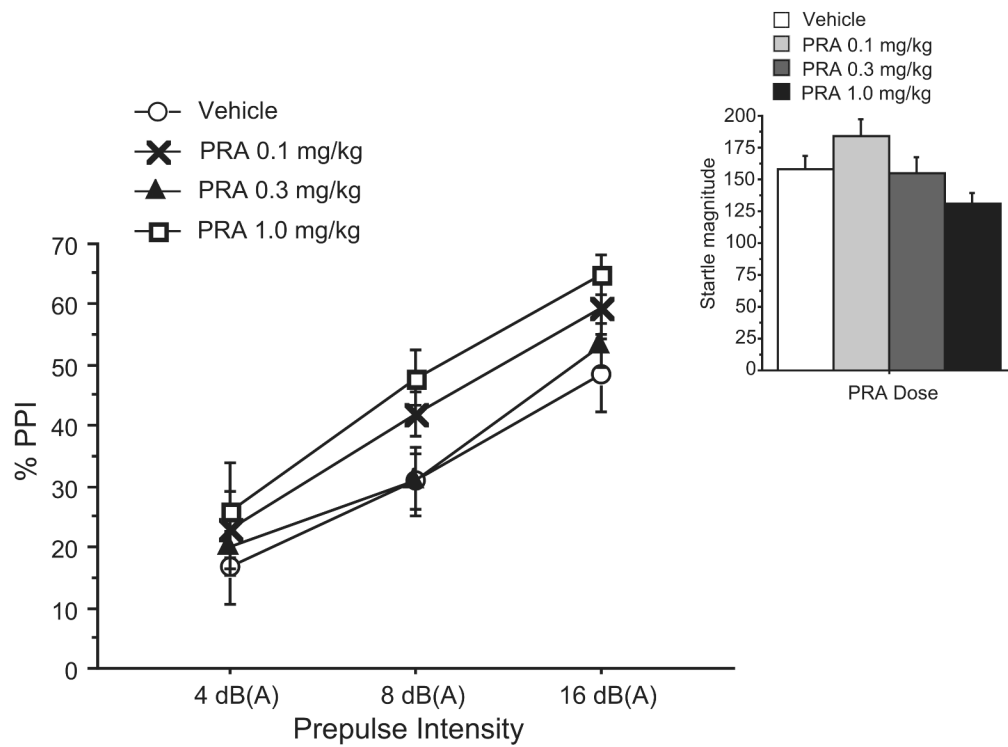 Vehicle
PRA 0.1 mg/kg
PRA 0.3 mg/kg
PRA 1.0 mg/kg
70
60
50
40
30
20
10
0
% PPI
4 dB(A) 8 dB(A) 16 dB(A)
Prepulse Intensity
Vehicle
PRA 0.1 mg/kg
PRA 0.3 mg/kg
PRA 1.0 mg/kg
200
175
150
125
100
75
50
25
0
Startle magnitude
PRA Dose